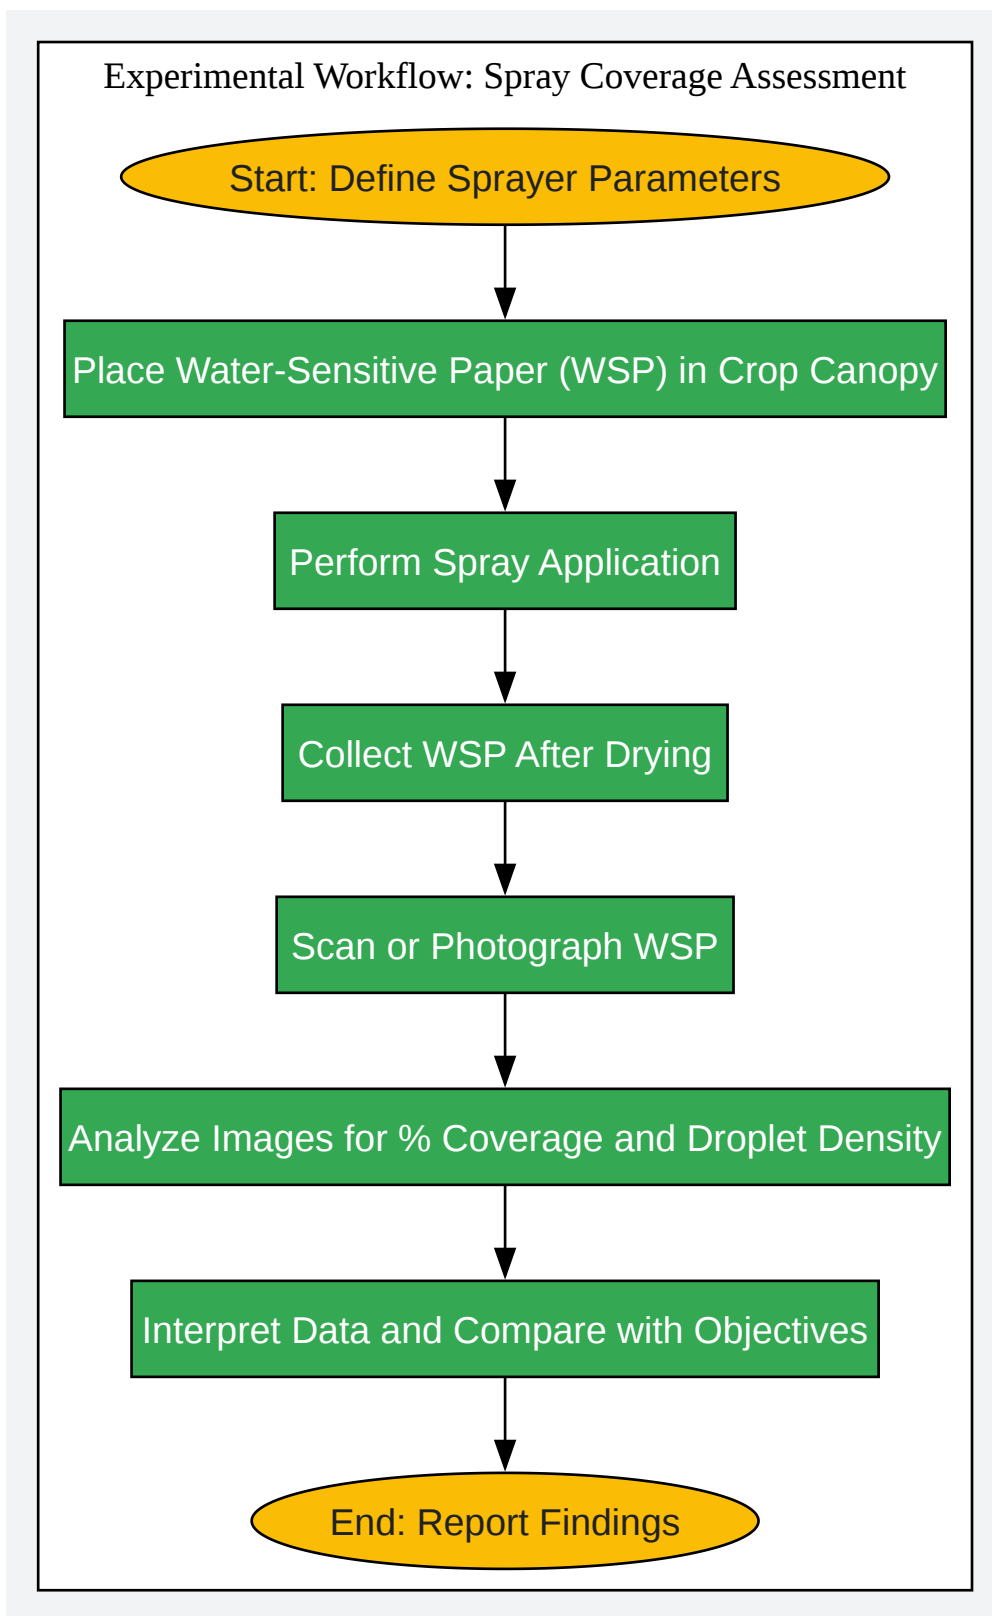 Experimental Workflow: Spray Coverage Assessment
Start: Define Sprayer Parameters
Place Water-Sensitive Paper (WSP) in Crop Canopy
Perform Spray Application
Collect WSP After Drying
Scan or Photograph WSP
Analyze Images for % Coverage and Droplet Density
Interpret Data and Compare with Objectives
End: Report Findings